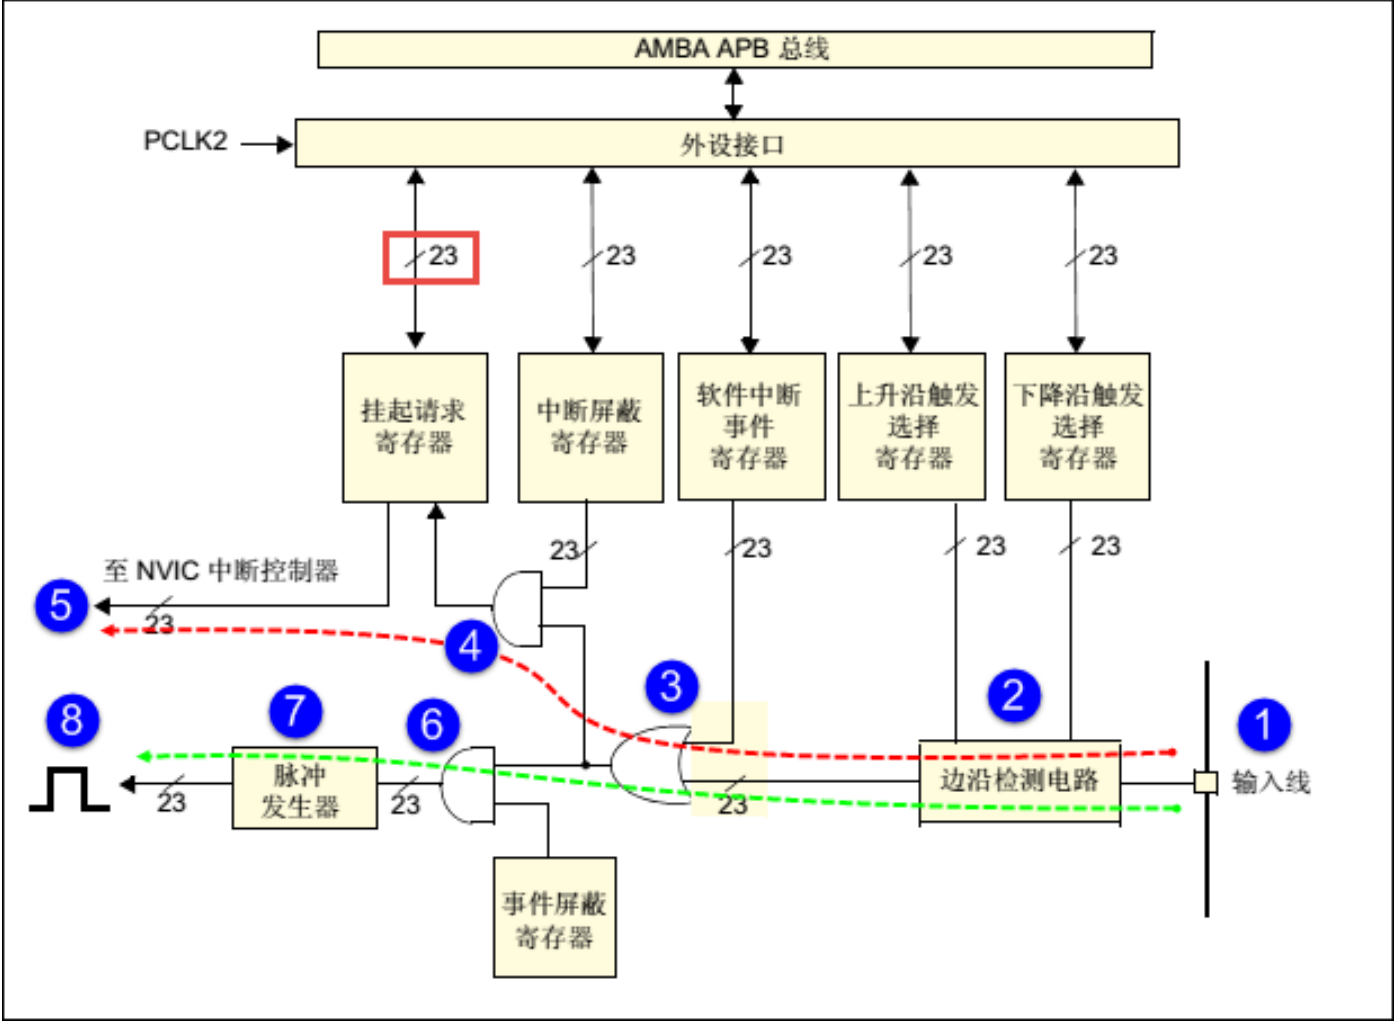 AMBA APB 总线
PCLK2
外设接口
23
23
23
23
23
挂起请求
寄存器
中断屏蔽
寄存器
软件中断
事件
寄存器
上升沿触发
选择
寄存器
下降沿触发
选择
寄存器
23
23
23
23
至 NVIC 中断控制器
5
23
4
3
2
1
8
7
6
23
脉冲
发生器
23
23
边沿检测电路
输入线
事件屏蔽
寄存器